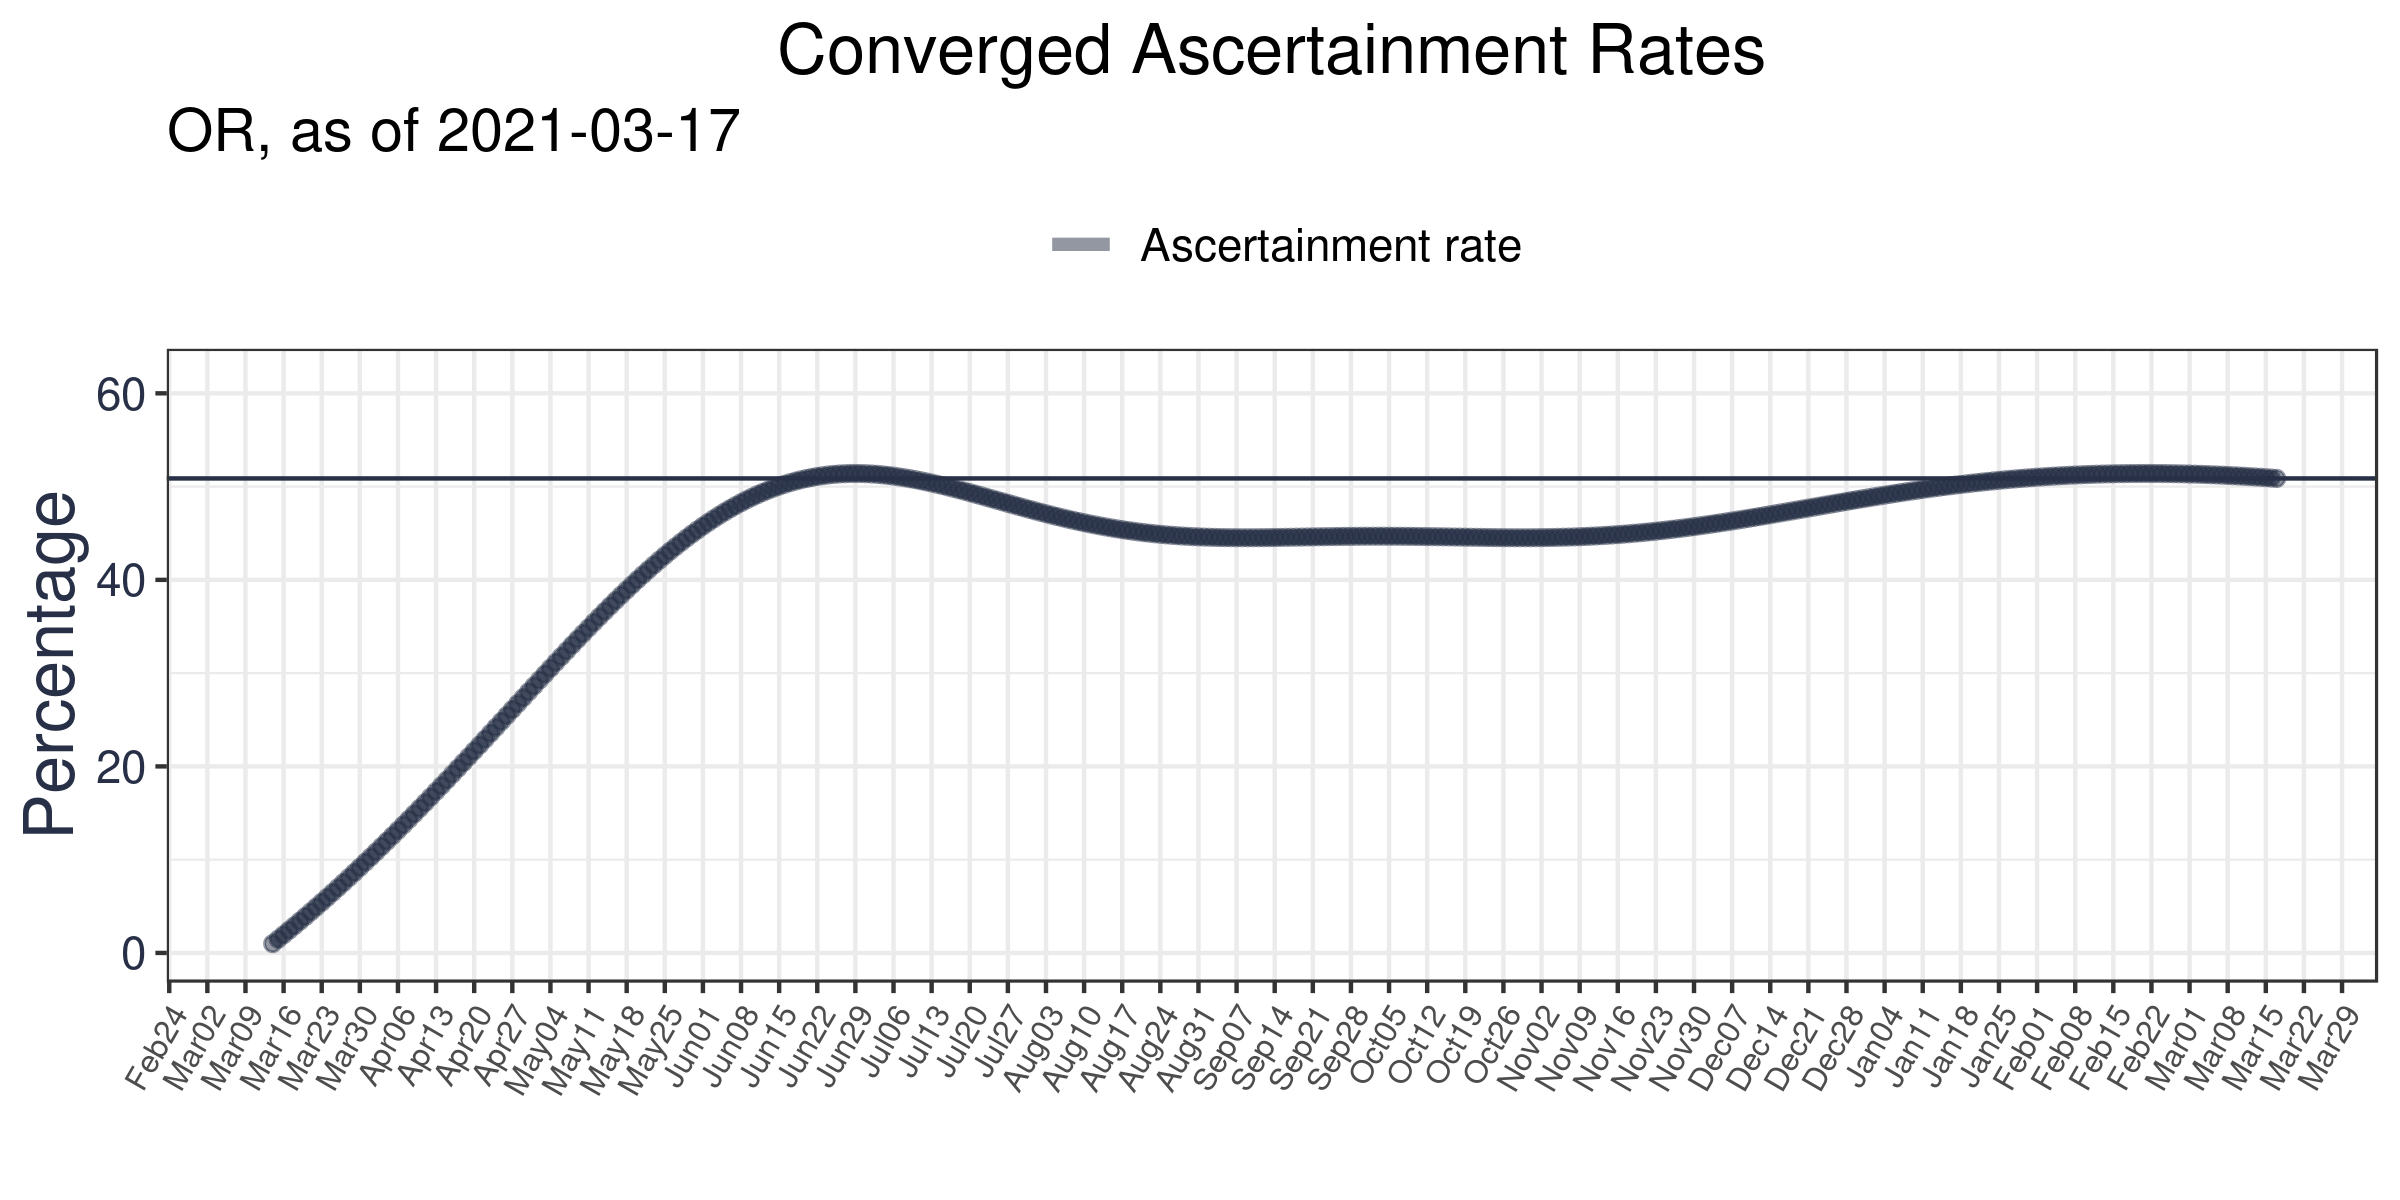 Converged Ascertainment Rates
OR, as of 2021-03-17
Ascertainment rate
Percentage
60
40
20
0
Feb24 Mar02 Mar09 Mar16 Mar23 Mar30 Apr06 Apr13 Apr20 Apr27 May04 May11 May18 May25 Jun01 Jun08 Jun15 Jun22 Jun29 Jul06 Jul13 Jul20 Jul27 Aug03 Aug10 Aug17 Aug24 Aug31 Sep07 Sep14 Sep21 Sep28 Oct05 Oct12 Oct19 Oct26 Nov02 Nov09 Nov16 Nov23 Nov30 Dec07 Dec14 Dec21 Dec28 Jan04 Jan11 Jan18 Jan25 Feb01 Feb08 Feb15 Feb22 Mar01 Mar08 Mar15 Mar22 Mar29